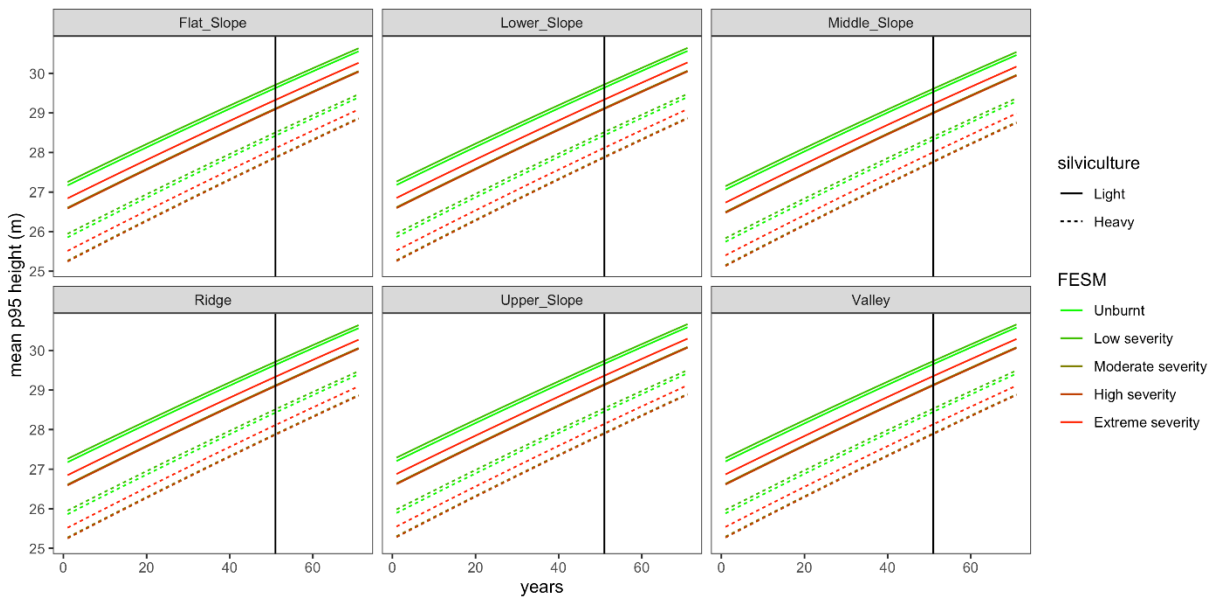 Flat_Slope
Lower_Slope
Middle_Slope
30
29
28
27
26
25
Ridge
Upper_Slope
Valley
30
29
28
27
26
25
0
20
40
60
0
20
40
60
0
20
40
60
mean p95 height (m)
years
silviculture
Light
Heavy
FESM
Unburnt
Low severity
Moderate severity
High severity
Extreme severity